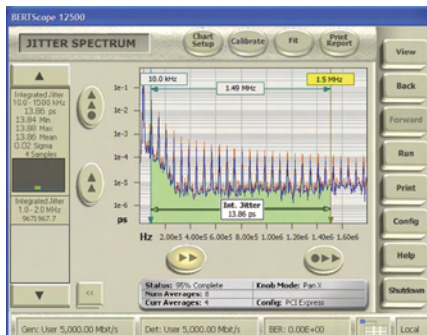 BERTScope 12500
JITTER SPECTRUM
Chart Setup
Calibrate
Fit
Print Report
View
Back
Forward
Run
Print
Config
Help
Shutdown
Integrated Jitter
10.0 - 1500 kHz
13.86 ps
13.84 Min
13.88 Max
13.86 Mean
0.02 Sigma
4 Samples
Integrated Jitter
1.0 - 2.0 MHz
9671967.7
<<
10.0 kHz
1.5 MHz
1.49 MHz
1e-1
1e-2
1e-3
1e-4
1e-5
1e-6
ps
Int. Jitter
13.86 ps
Hz 2.00e5 4.00e5 6.00e5 8.00e5 1.00e6 1.20e6 1.40e6 1.60e6
Status: 95% Complete Knob Mode: Pan X
Num Averages: 8
Curr Averages: 4 Config: PCI Express
Gen: User 5,000.00 Mbit/s
Det: User 5,000.00 Mbit/s
BER: 0.00E+00
Local